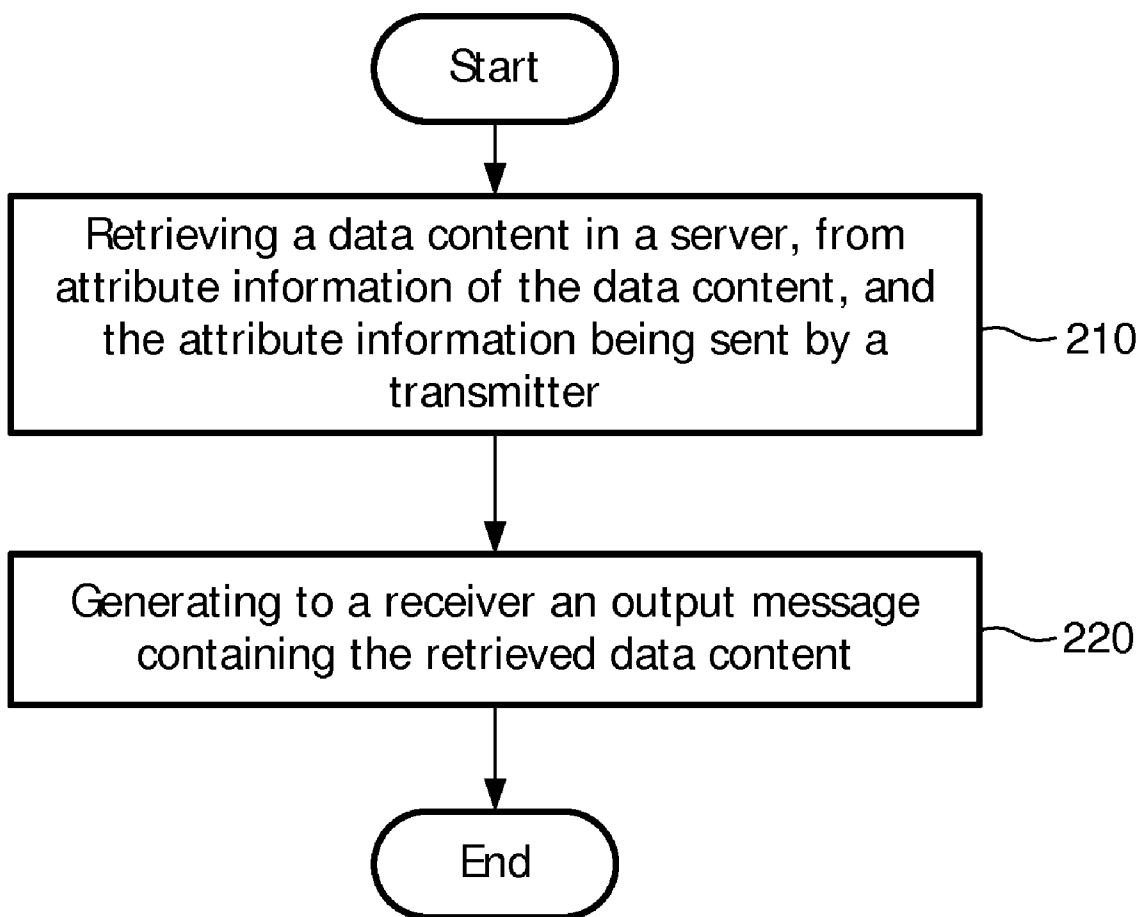 Start
Retrieving a data content in a server, from
attribute information of the data content, and
the attribute information being sent by a
transmitter
210
Generating to a receiver an output message
containing the retrieved data content
220
End